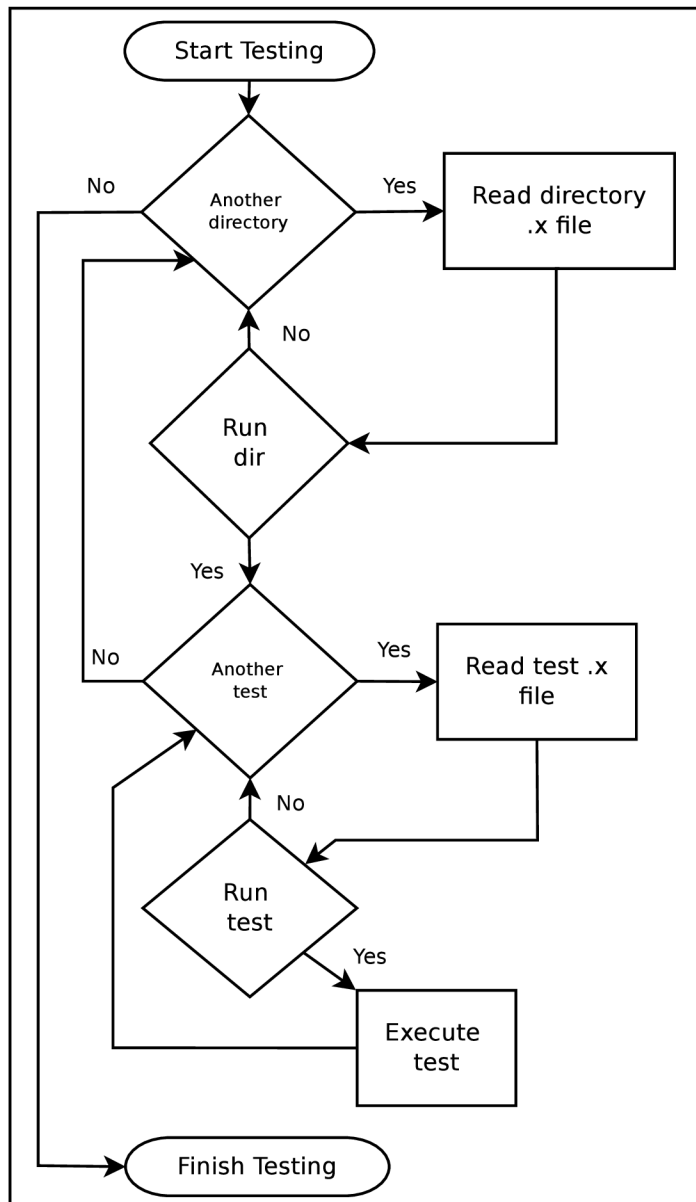 Start Testing
No
Another
directory
Yes
Read directory
.x file
No
Run
dir
Yes
No
Another
test
Yes
Read test .x
file
No
Run
test
Yes
Execute
test
Finish Testing